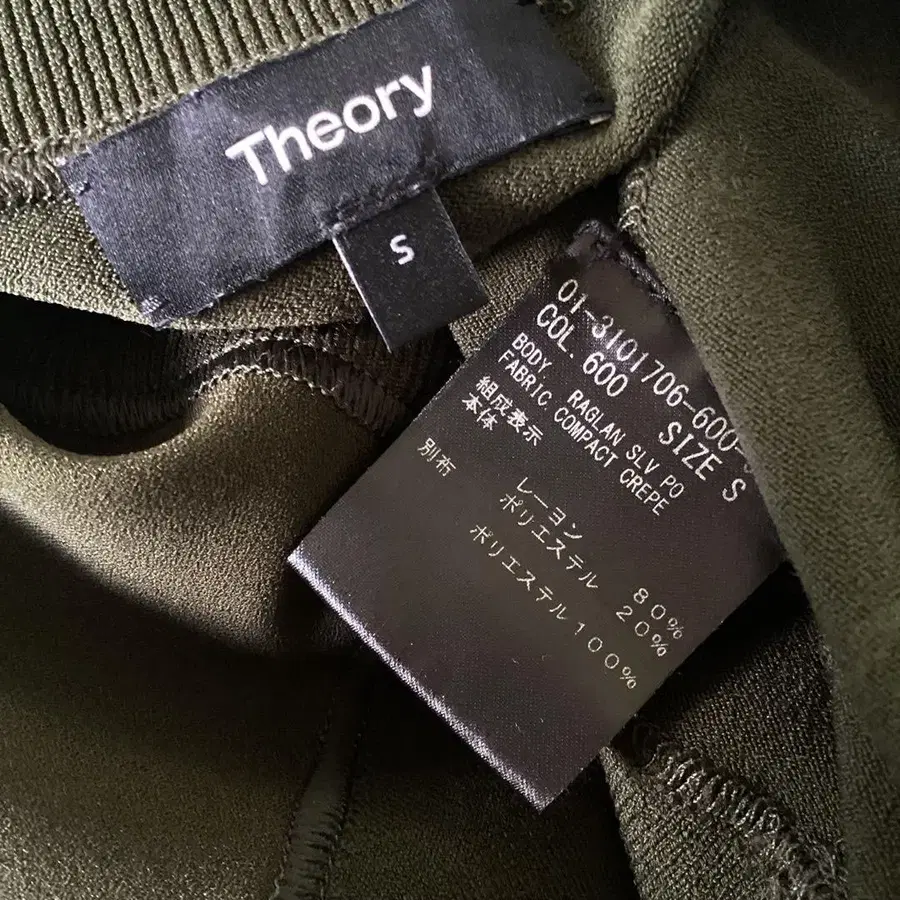 Theory
S
01-3101706-600-
COL. 600 SIZE S
BODY RAGLAN SLV PO
FABRIC COMPACT CREPE
組成表示
本体
レーヨン 80%
ポリエステル 20%
別布
ポリエステル100%